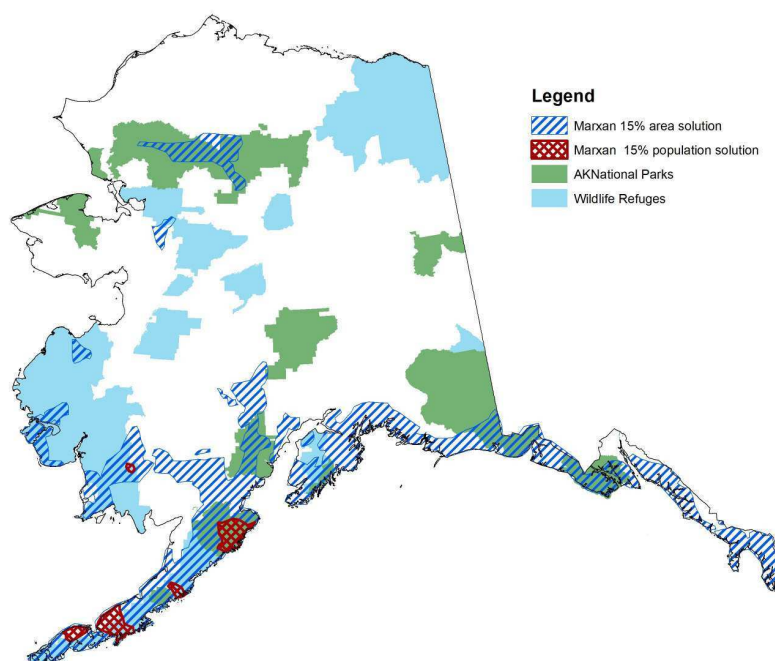 Legend
Marxan 15% area solution
Marxan 15% population solution
AKNational Parks
Wildlife Refuges